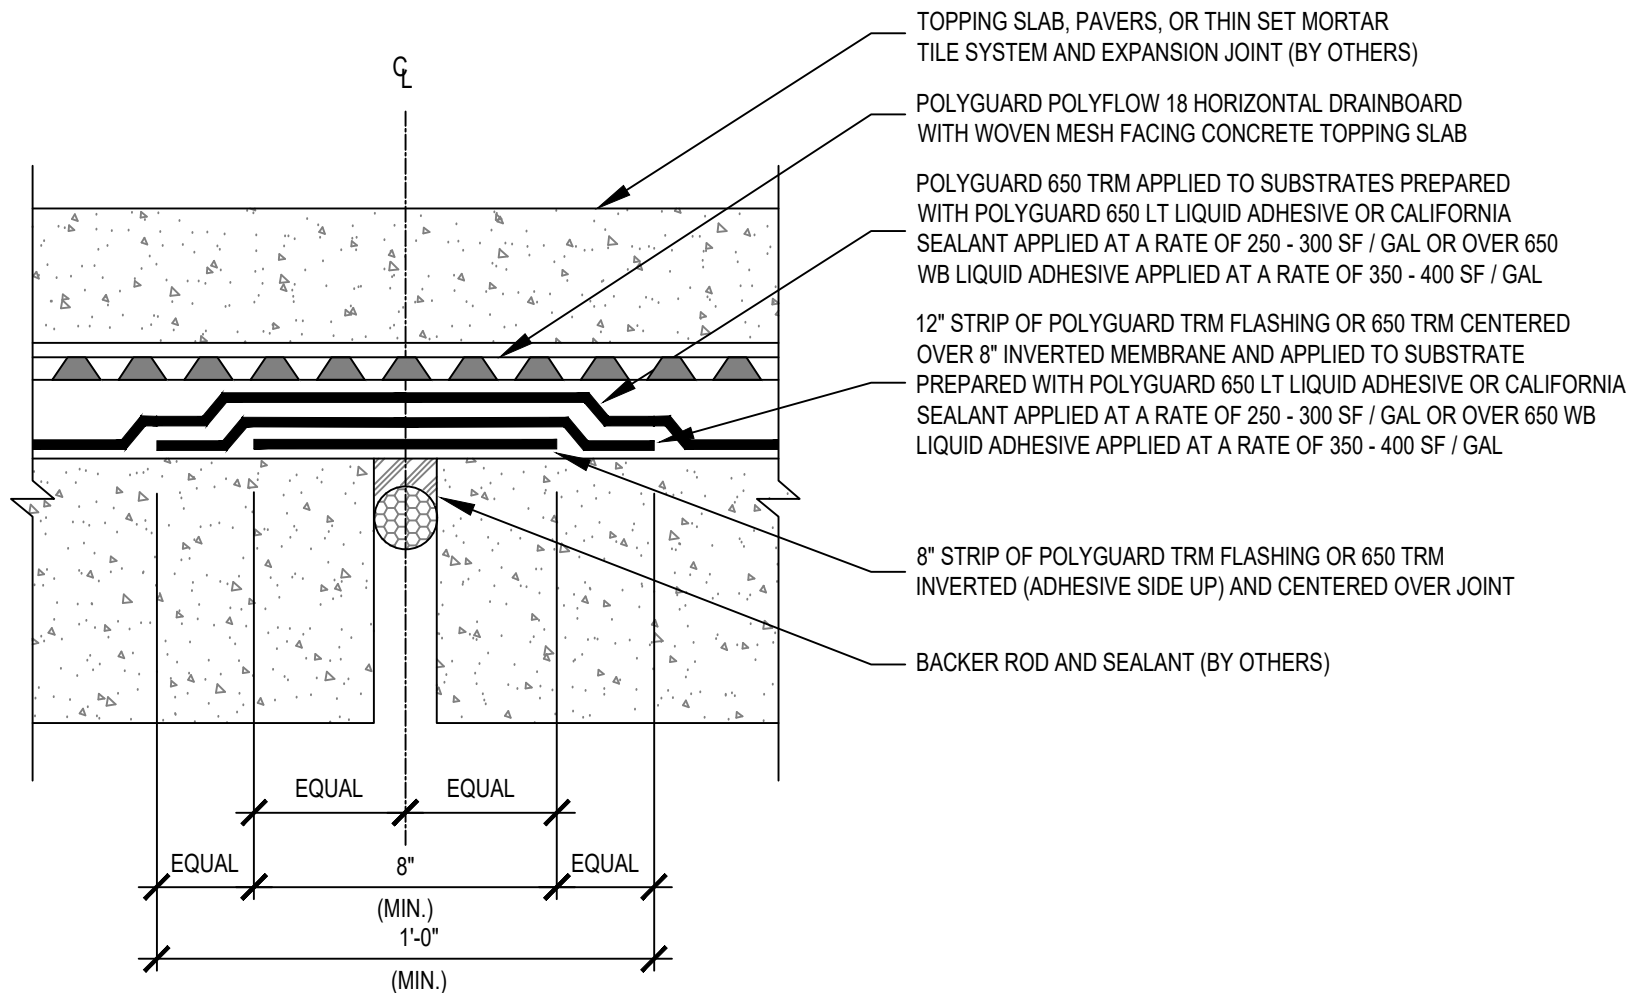 TOPPING SLAB, PAVERS, OR THIN SET MORTAR
TILE SYSTEM AND EXPANSION JOINT (BY OTHERS)
CL
POLYGUARD POLYFLOW 18 HORIZONTAL DRAINBOARD
WITH WOVEN MESH FACING CONCRETE TOPPING SLAB
POLYGUARD 650 TRM APPLIED TO SUBSTRATES PREPARED
WITH POLYGUARD 650 LT LIQUID ADHESIVE OR CALIFORNIA
SEALANT APPLIED AT A RATE OF 250 - 300 SF / GAL OR OVER 650
WB LIQUID ADHESIVE APPLIED AT A RATE OF 350 - 400 SF / GAL
12" STRIP OF POLYGUARD TRM FLASHING OR 650 TRM CENTERED
OVER 8" INVERTED MEMBRANE AND APPLIED TO SUBSTRATE
PREPARED WITH POLYGUARD 650 LT LIQUID ADHESIVE OR CALIFORNIA
SEALANT APPLIED AT A RATE OF 250 - 300 SF / GAL OR OVER 650 WB
LIQUID ADHESIVE APPLIED AT A RATE OF 350 - 400 SF / GAL
8" STRIP OF POLYGUARD TRM FLASHING OR 650 TRM
INVERTED (ADHESIVE SIDE UP) AND CENTERED OVER JOINT
BACKER ROD AND SEALANT (BY OTHERS)
EQUAL EQUAL
EQUAL 8" EQUAL
(MIN.)
1'-0"
(MIN.)